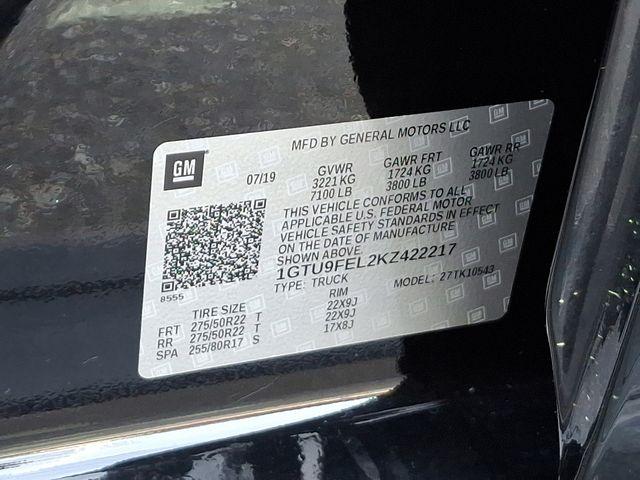 MFD BY GENERAL MOTORS LLC
GM
07/19
GVWR GAWR FRT GAWR RR
3221 KG 1724 KG 1724 KG
7100 LB 3800 LB 3800 LB
THIS VEHICLE CONFORMS TO ALL
APPLICABLE U.S. FEDERAL MOTOR
VEHICLE SAFETY STANDARDS IN EFFECT
ON THE DATE OF MANUFACTURE
SHOWN ABOVE.
1GTU9FEL2KZ422217
8555
TYPE: TRUCK MODEL: 27TK10543
TIRE SIZE RIM
FRT 275/50R22 T 22X9J
RR 275/50R22 T 22X9J
SPA 255/80R17 S 17X8J